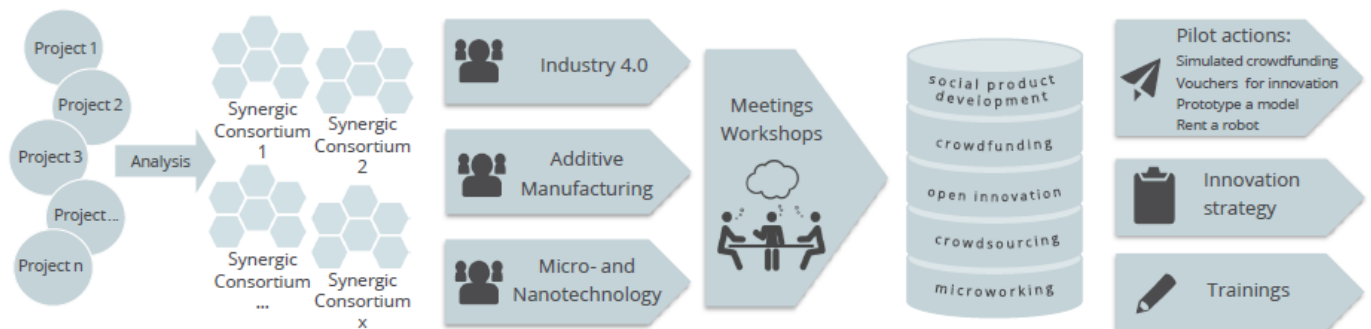 Project 1
Project 2
Project 3
Project...
Project n
Analysis
Synergic
Consortium
1
Synergic
Consortium
2
Synergic
Consortium
...
Synergic
Consortium
x
Industry 4.0
Additive
Manufacturing
Micro- and
Nanotechnology
Meetings
Workshops
social product
development
crowdfunding
open innovation
crowdsourcing
microworking
Pilot actions:
Simulated crowdfunding
Vouchers for innovation
Prototype a model
Rent a robot
Innovation
strategy
Trainings